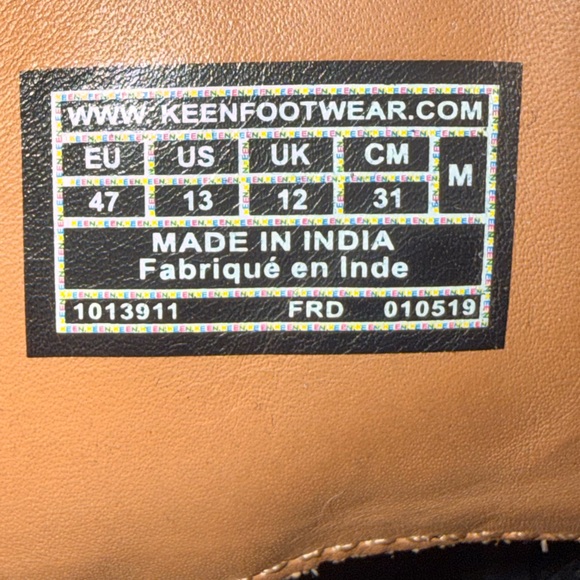 WWW.KEENFOOTWEAR.COM
EU US UK CM M
47 13 12 31
MADE IN INDIA
Fabriqué en Inde
1013911 FRD 010519